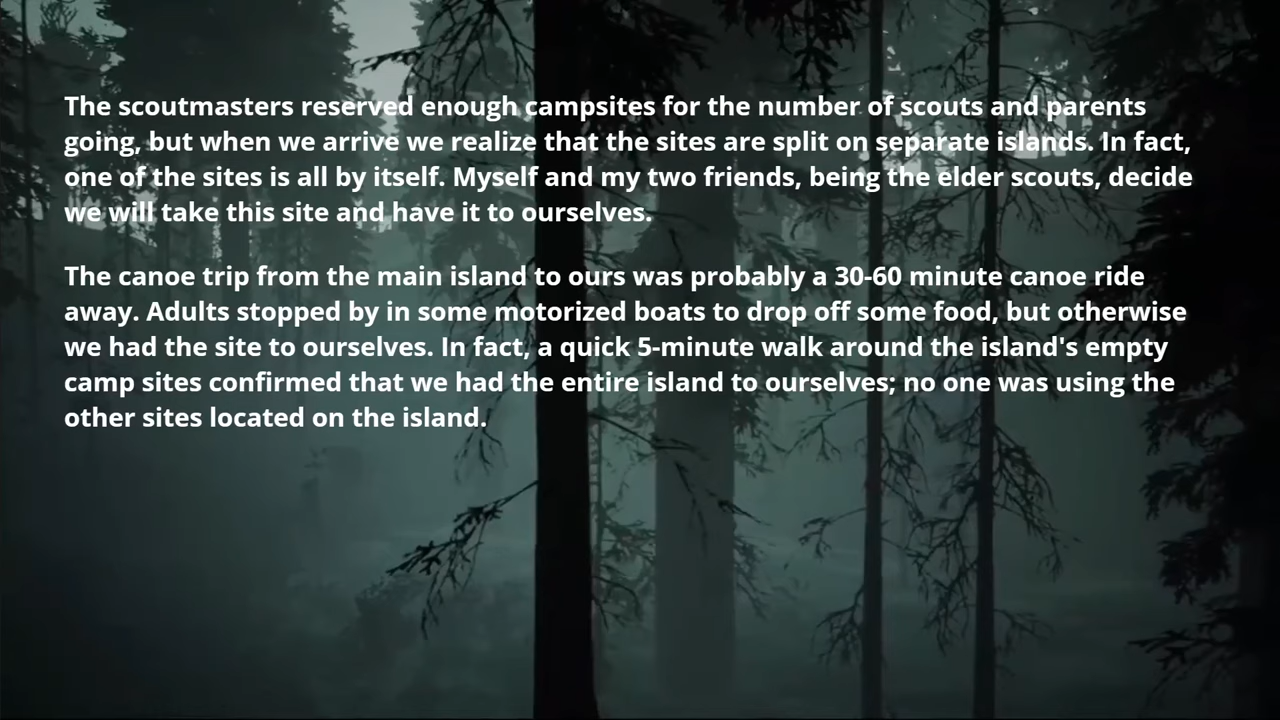 The scoutmasters reserved enough campsites for the number of scouts and parents
going, but when we arrive we realize that the sites are split on separate islands. In fact,
one of the sites is all by itself. Myself and my two friends, being the elder scouts, decide
we will take this site and have it to ourselves.
The canoe trip from the main island to ours was probably a 30-60 minute canoe ride
away. Adults stopped by in some motorized boats to drop off some food, but otherwise
we had the site to ourselves. In fact, a quick 5-minute walk around the island's empty
camp sites confirmed that we had the entire island to ourselves; no one was using the
other sites located on the island.